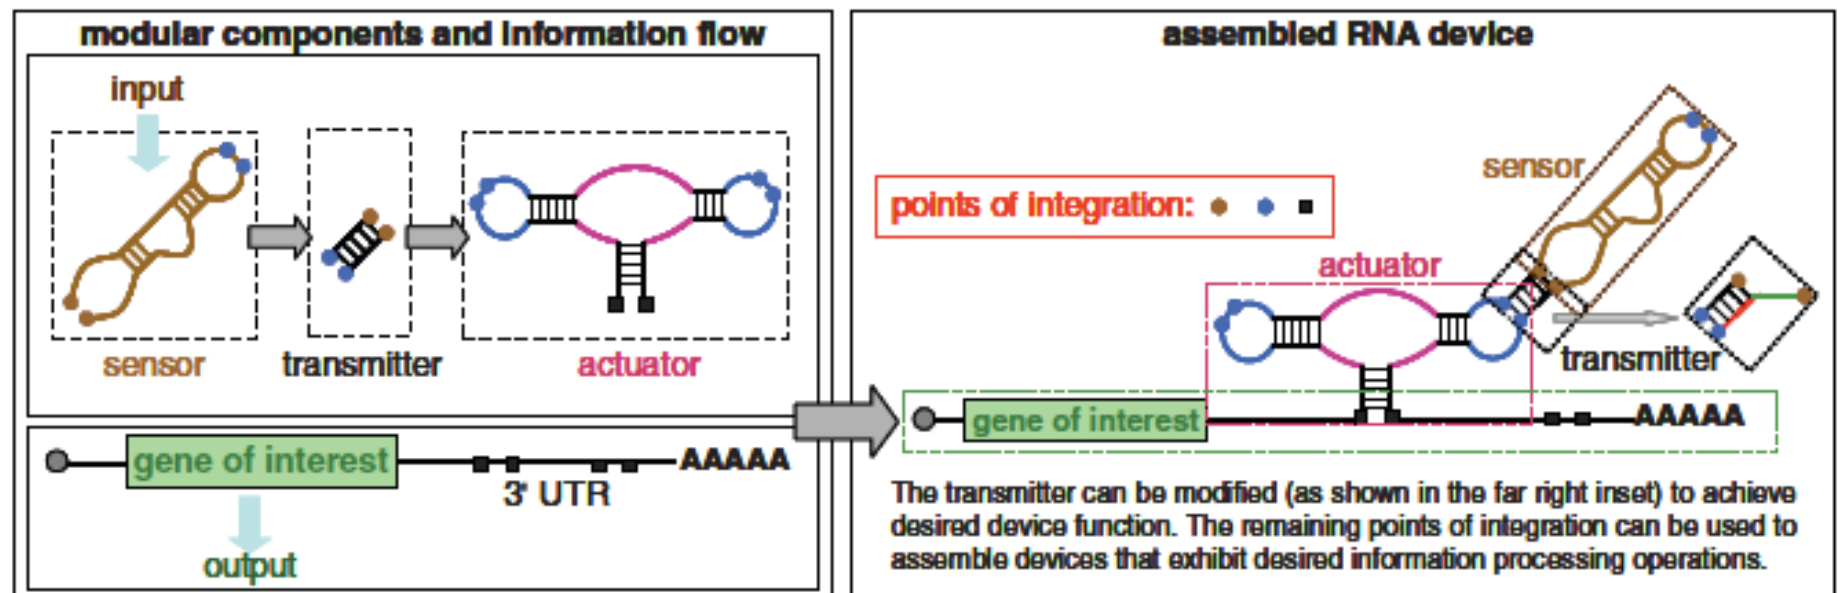 modular components and information flow
input
sensor
transmitter
actuator
gene of interest
AAAAA
3' UTR
output
assembled RNA device
sensor
points of integration:
actuator
transmitter
gene of interest
AAAAA
The transmitter can be modified (as shown in the far right inset) to achieve
desired device function. The remaining points of integration can be used to
assemble devices that exhibit desired information processing operations.